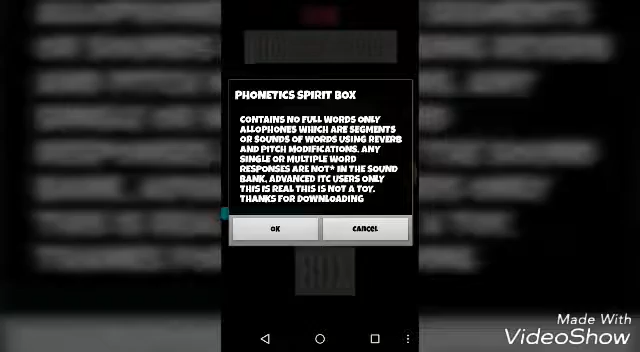 PHONETICS SPIRIT BOX
CONTAINS NO FULL WORDS ONLY
ALLOPHONES WHICH ARE SEGMENTS
OR SOUNDS OF WORDS USING REVERB
AND PITCH MODIFICATIONS. ANY
SINGLE OR MULTIPLE WORD
RESPONSES ARE NOT* IN THE SOUND
BANK. ADVANCED ITC USERS ONLY
THIS IS REAL THIS IS NOT A TOY.
THANKS FOR DOWNLOADING
OK
CANCEL
BOX
Made With
VideoShow